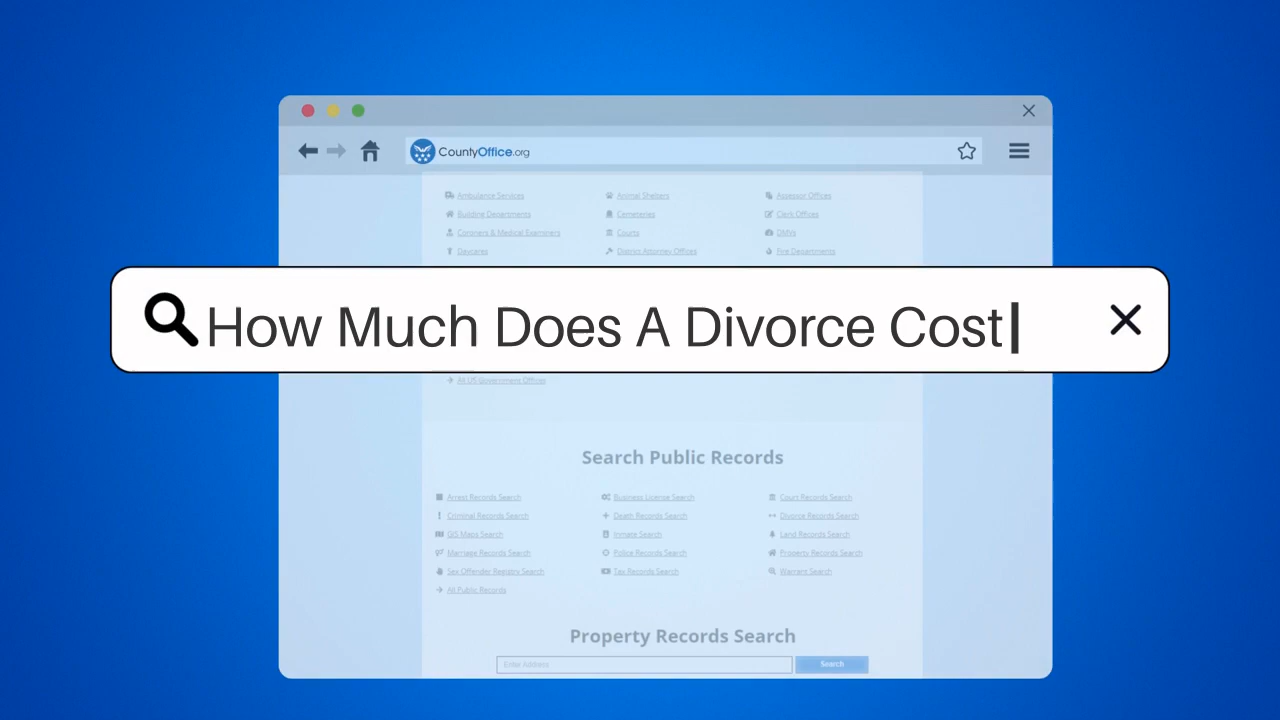 CountyOffice.org
Ambulance Services Animal Shelters Assessor Offices
Building Departments Cemeteries Clerk Offices
Coroners & Medical Examiners Courts DMVs
Daycares District Attorney Offices Fire Departments
How Much Does A Divorce Cost
All US Government Offices
Search Public Records
Arrest Records Search Business License Search Court Records Search
Criminal Records Search Death Records Search Divorce Records Search
GIS Maps Search Inmate Search Land Records Search
Marriage Records Search Police Records Search Property Records Search
Sex Offender Registry Search Tax Records Search Warrant Search
All Public Records
Property Records Search
Enter Address Search